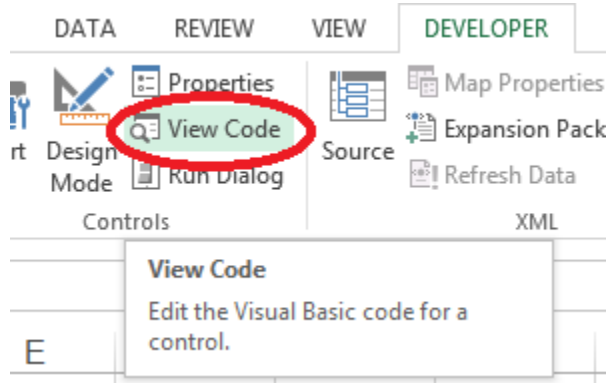 DATA REVIEW VIEW DEVELOPER
Properties
View Code
Run Dialog
rt
Design
Mode
Controls
Source
Map Properties
Expansion Pack
Refresh Data
XML
View Code
Edit the Visual Basic code for a
control.
E